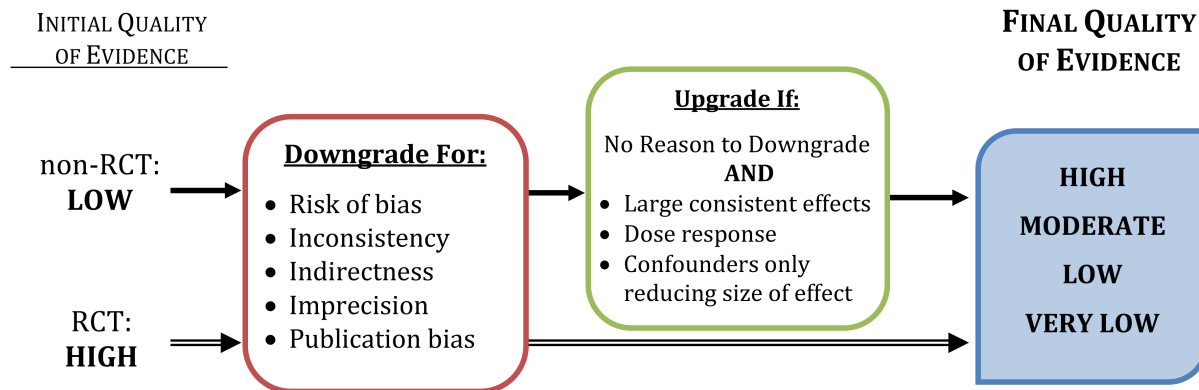 INITIAL QUALITY
OF EVIDENCE
non-RCT:
LOW
RCT:
HIGH
Downgrade For:
• Risk of bias
• Inconsistency
• Indirectness
• Imprecision
• Publication bias
Upgrade If:
No Reason to Downgrade
AND
• Large consistent effects
• Dose response
• Confounders only
reducing size of effect
FINAL QUALITY
OF EVIDENCE
HIGH
MODERATE
LOW
VERY LOW